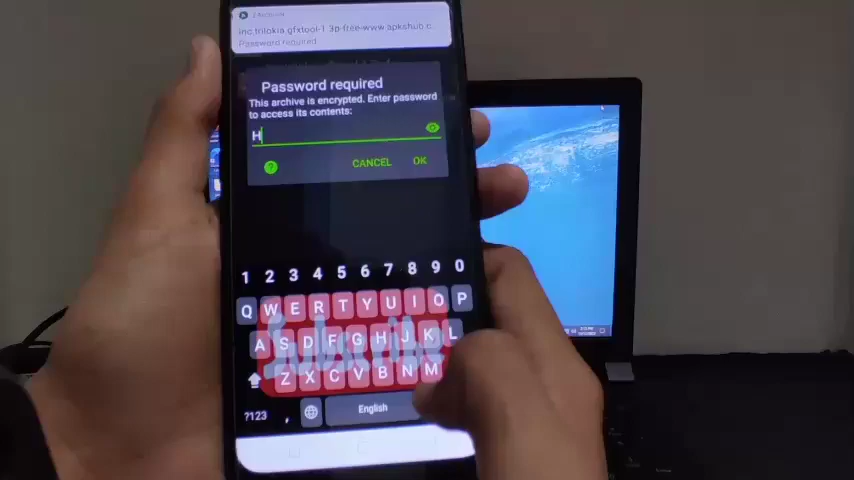 inc.trilokia.gfxtool-1.3p-free-www.apkshub.c...
Password required
Password required
This archive is encrypted. Enter password
to access its contents:
H
?
CANCEL OK
1 2 3 4 5 6 7 8 9 0
Q W E R T Y U I O P
A S D F G H J K L
Subscribe
Z X C V B N M
?123 , English